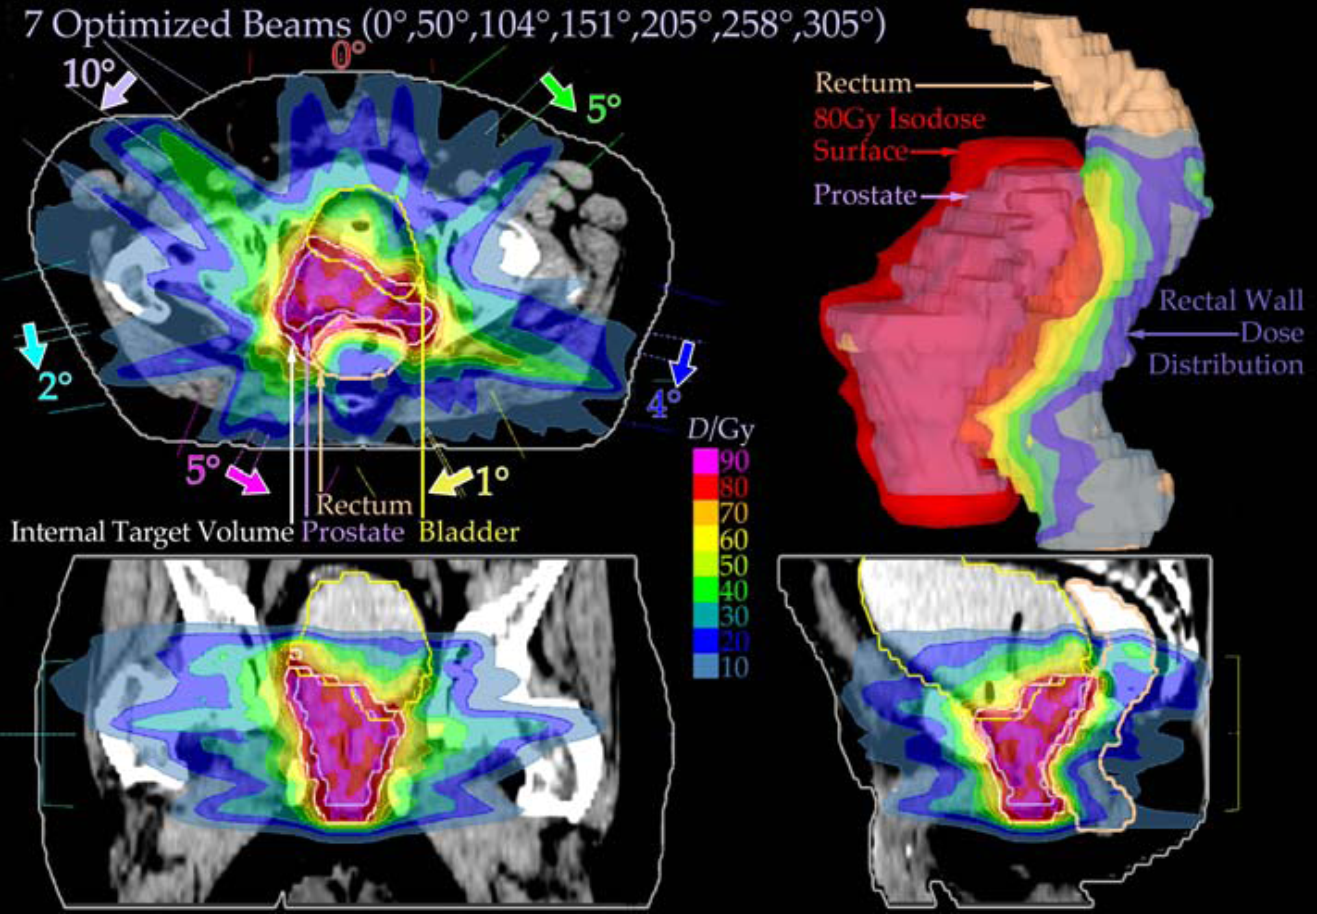 7 Optimized Beams (0°,50°,104°,151°,205°,258°,305°)
0°
10°
5°
2°
4°
5°
1°
Rectum
Internal Target Volume Prostate Bladder
Rectum
80Gy Isodose
Surface
Prostate
Rectal Wall
Dose
Distribution
D/Gy
90
80
70
60
50
40
30
20
10